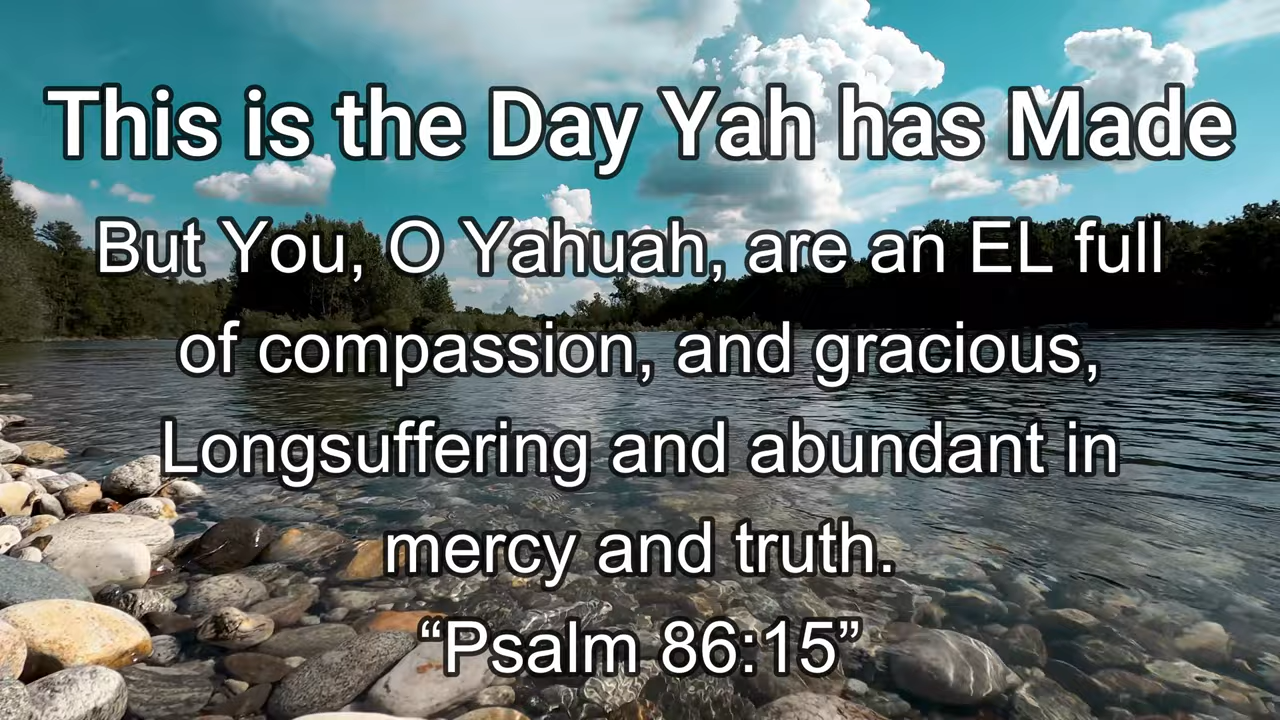 This is the Day Yah has Made
But You, O Yahuah, are an EL full
of compassion, and gracious,
Longsuffering and abundant in
mercy and truth.
“Psalm 86:15”